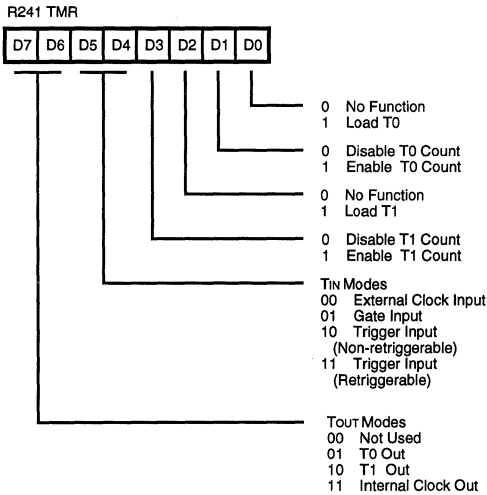 R241 TMR
D7 D6 D5 D4 D3 D2 D1 D0
0 No Function
1 Load T0
0 Disable T0 Count
1 Enable T0 Count
0 No Function
1 Load T1
0 Disable T1 Count
1 Enable T1 Count
TIN Modes
00 External Clock Input
01 Gate Input
10 Trigger Input
(Non-retriggerable)
11 Trigger Input
(Retriggerable)
TOUT Modes
00 Not Used
01 T0 Out
10 T1 Out
11 Internal Clock Out